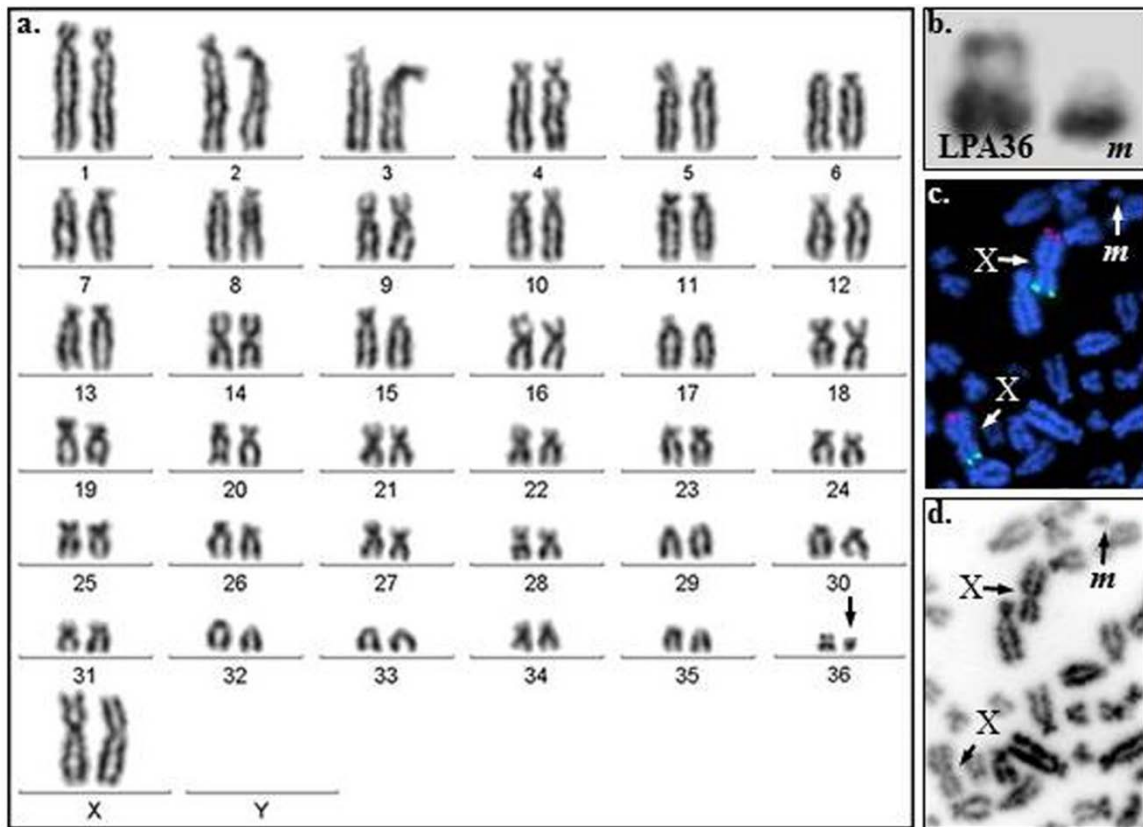 a.
1 2 3 4 5 6
7 8 9 10 11 12
13 14 15 16 17 18
19 20 21 22 23 24
25 26 27 28 29 30
31 32 33 34 35 36
X Y
b.
LPA36 m
c.
m
X
X
d.
m
X
X